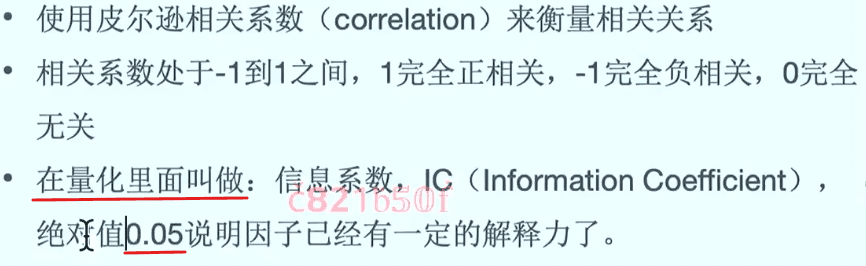 • 使用皮尔逊相关系数（correlation）来衡量相关关系
• 相关系数处于-1到1之间，1完全正相关，-1完全负相关，0完全
无关
• 在量化里面叫做：信息系数，IC（Information Coefficient），
c821b50f
绝对值0.05说明因子已经有一定的解释力了。